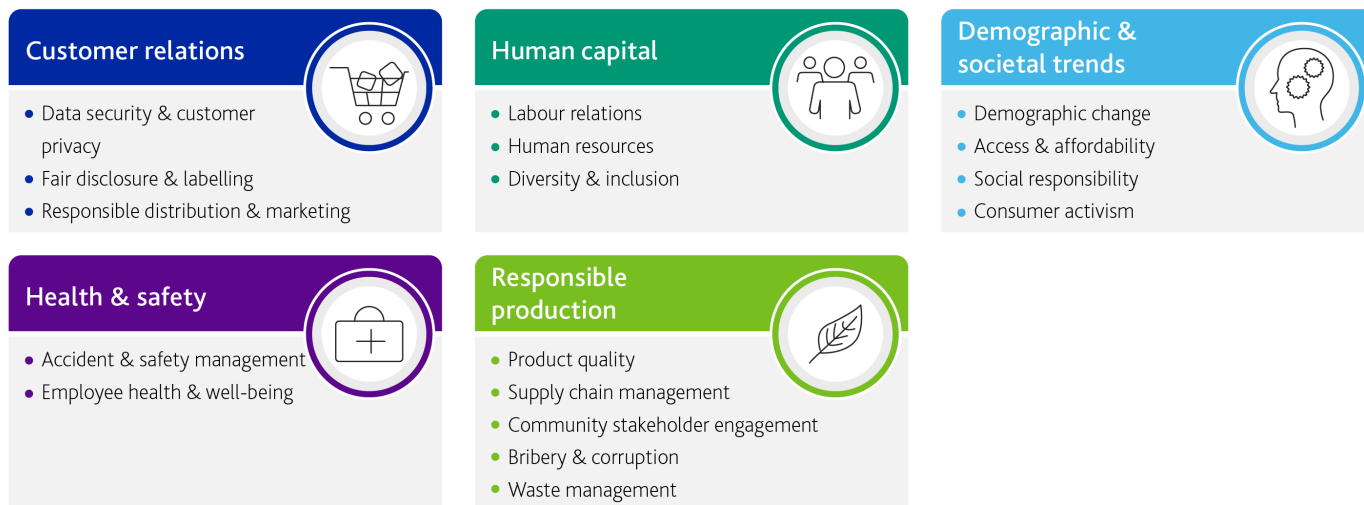 Customer relations
Data security & customer
privacy
Fair disclosure & labelling
Responsible distribution & marketing
Human capital
Labour relations
Human resources
Diversity & inclusion
Demographic &
societal trends
Demographic change
Access & affordability
Social responsibility
Consumer activism
Health & safety
Accident & safety management
Employee health & well-being
Responsible
production
Product quality
Supply chain management
Community stakeholder engagement
Bribery & corruption
Waste management